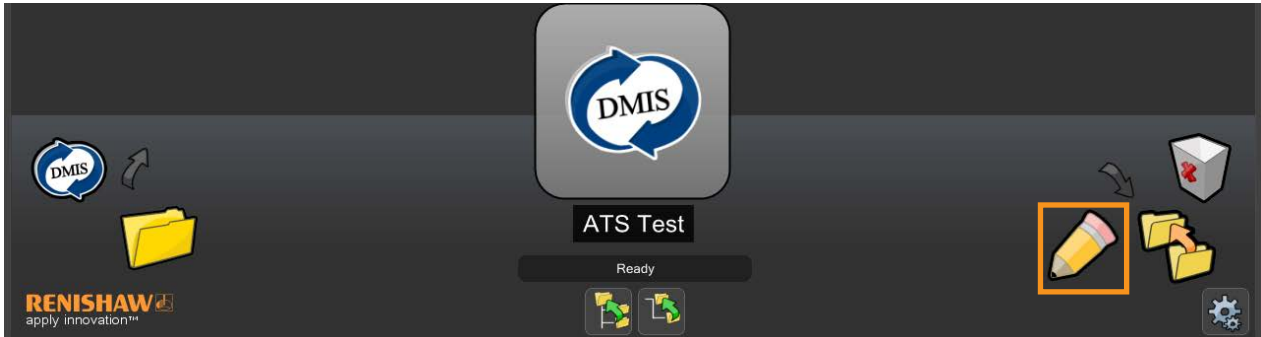 DMIS
DMIS
ATS Test
Ready
RENISHAW
apply innovation™